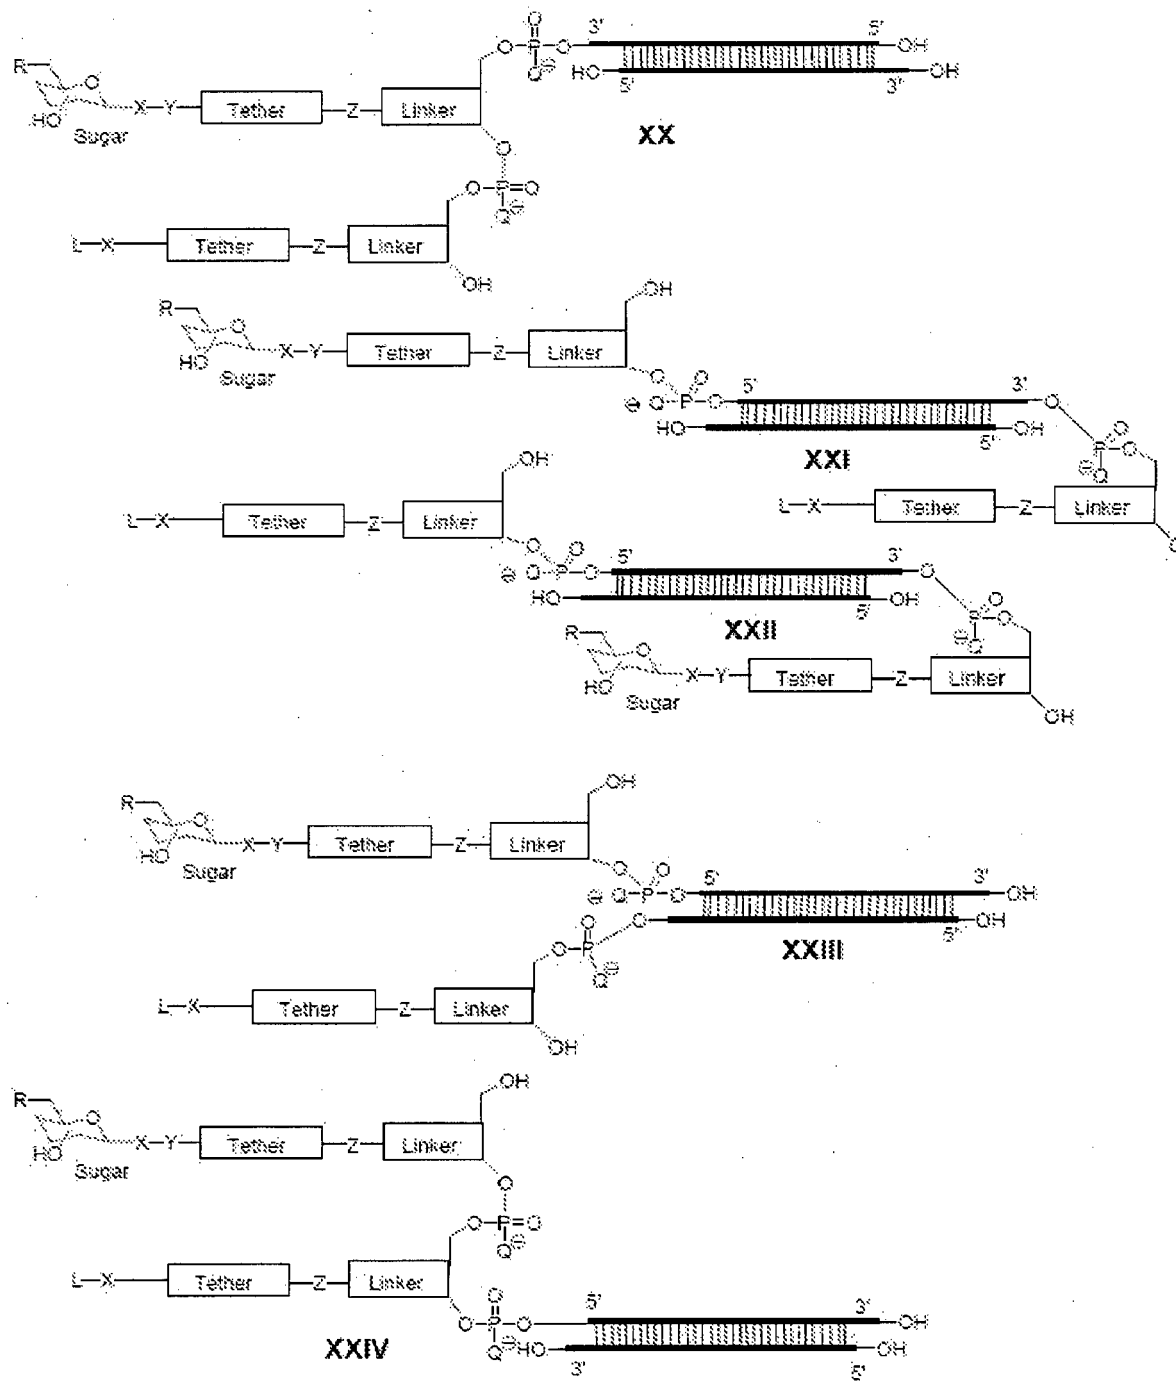 O
O–P–O
Q⊖
3'
5'
OH
HO
5'
3'
OH
R
O
HO
Sugar
X–Y
Tether
Z
Linker
XX
O
O–P=O
Q⊖
L–X
Tether
Z
Linker
OH
R
O
HO
Sugar
X–Y
Tether
Z
Linker
OH
O
O
⊖ Q–P–O
5'
3'
O
HO
5'
OH
XXI
O
P–O
⊖Q
L–X
Tether
Z
Linker
L–X
Tether
Z
Linker
OH
O
O
⊖ Q–P–O
5'
3'
O
HO
5'
OH
XXII
O
P–O
⊖Q
R
O
HO
Sugar
X–Y
Tether
Z
Linker
OH
R
O
HO
Sugar
X–Y
Tether
Z
Linker
OH
O
O
⊖ Q–P–O
5'
3'
OH
O
5'
OH
XXIII
O
O–P
Q⊖
L–X
Tether
Z
Linker
OH
R
O
HO
Sugar
X–Y
Tether
Z
Linker
OH
O
O–P=O
Q⊖
L–X
Tether
Z
Linker
O
O–P–O
Q⊖
5'
3'
OH
HO
3'
5'
OH
XXIV